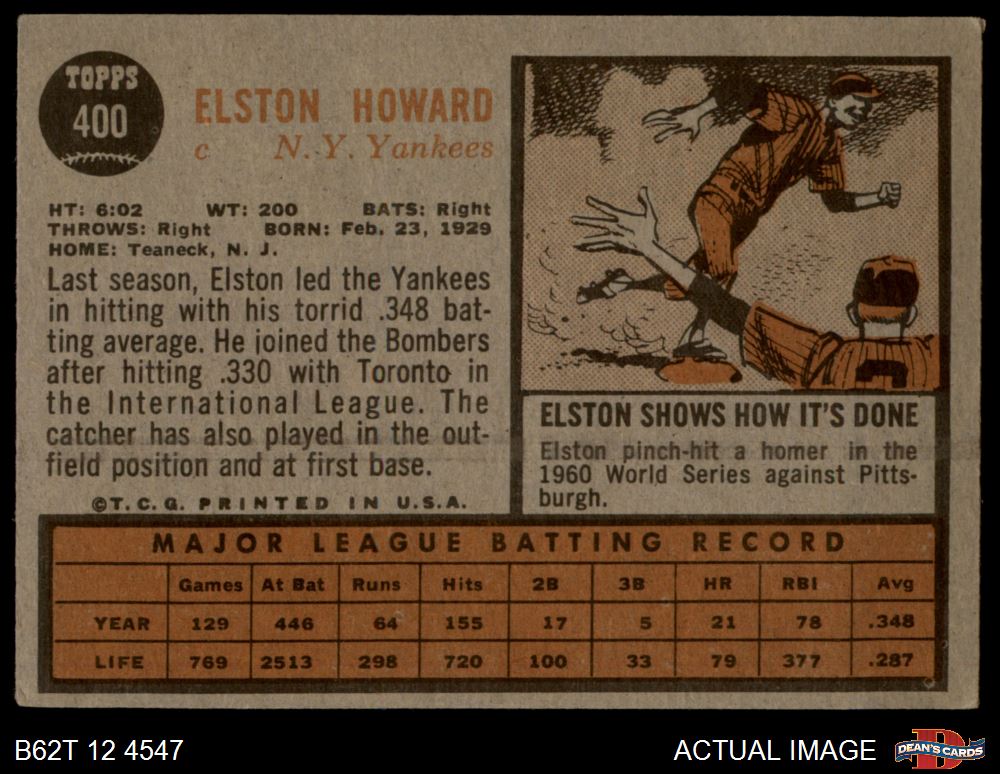 TOPPS
400
ELSTON HOWARD
c N. Y. Yankees
HT: 6:02 WT: 200 BATS: Right
THROWS: Right BORN: Feb. 23, 1929
HOME: Teaneck, N. J.
Last season, Elston led the Yankees
in hitting with his torrid .348 bat-
ting average. He joined the Bombers
after hitting .330 with Toronto in
the International League. The
catcher has also played in the out-
field position and at first base.
©T.C.G. PRINTED IN U.S.A.
ELSTON SHOWS HOW IT'S DONE
Elston pinch-hit a homer in the
1960 World Series against Pitts-
burgh.
MAJOR LEAGUE BATTING RECORD
Games At Bat Runs Hits 2B 3B HR RBI Avg
YEAR 129 446 64 155 17 5 21 78 .348
LIFE 769 2513 298 720 100 33 79 377 .287
B62T 12 4547
ACTUAL IMAGE
DEAN'S CARDS